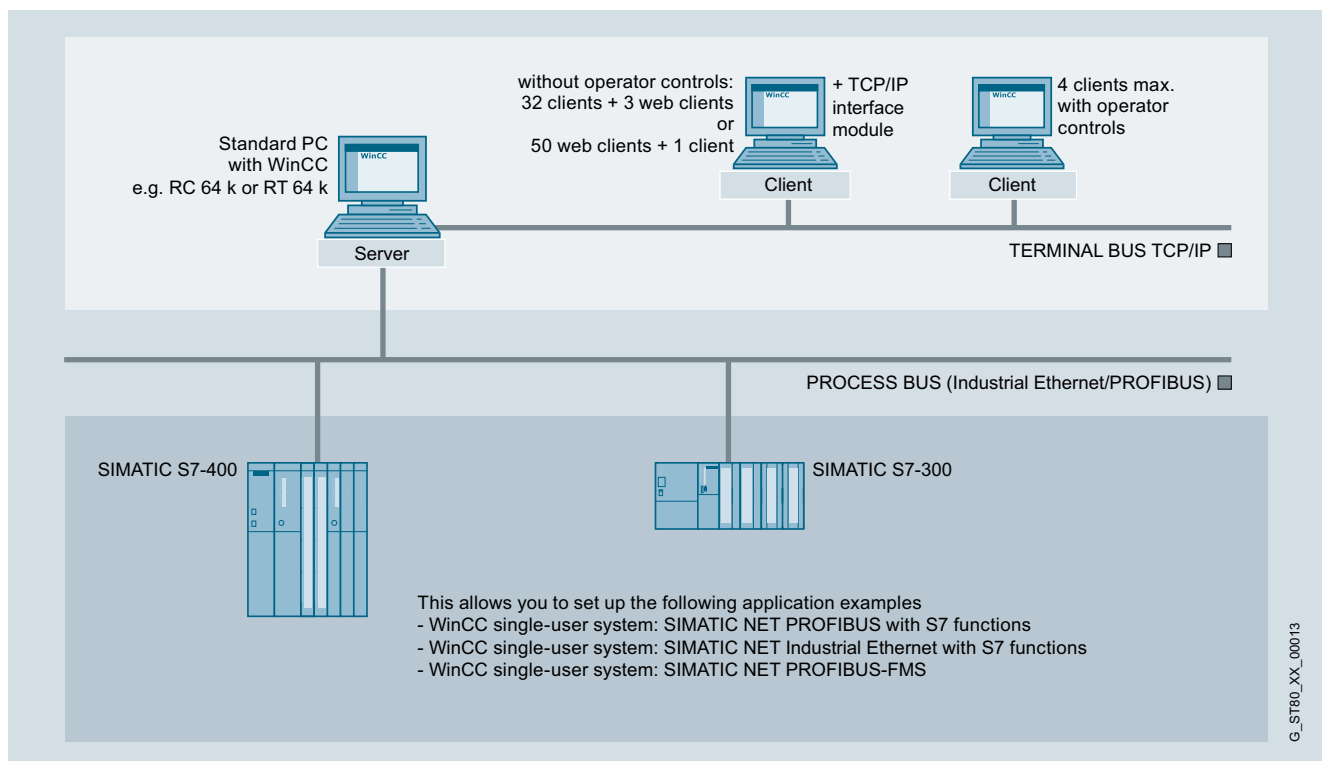 without operator controls:
32 clients + 3 web clients
or
50 web clients + 1 client
WinCC
+ TCP/IP
interface
module
Client
WinCC
4 clients max.
with operator
controls
Client
Standard PC
with WinCC
e.g. RC 64 k or RT 64 k
WinCC
Server
TERMINAL BUS TCP/IP
PROCESS BUS (Industrial Ethernet/PROFIBUS)
SIMATIC S7-400
SIMATIC S7-300
This allows you to set up the following application examples
- WinCC single-user system: SIMATIC NET PROFIBUS with S7 functions
- WinCC single-user system: SIMATIC NET Industrial Ethernet with S7 functions
- WinCC single-user system: SIMATIC NET PROFIBUS-FMS
G_ST80_XX_00013